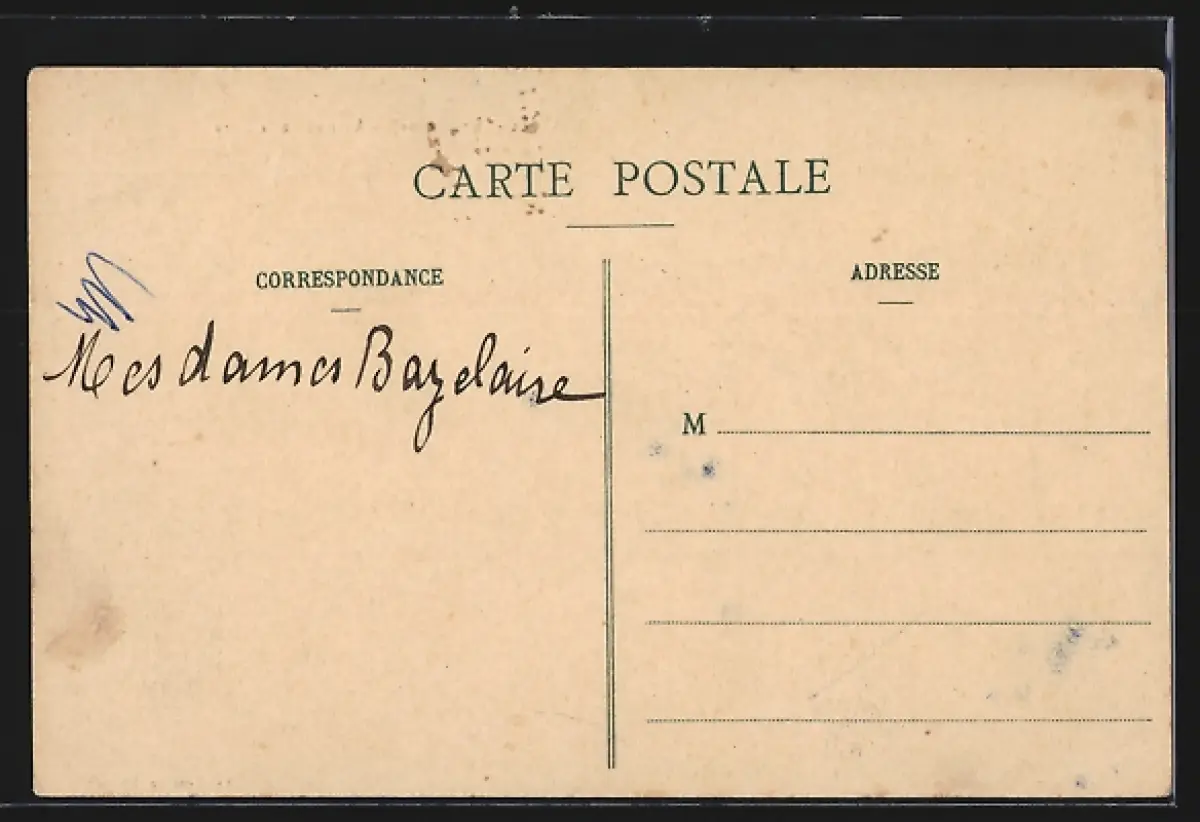 CARTE POSTALE
CORRESPONDANCE
ADRESSE
Mesdames Bazelaire
M